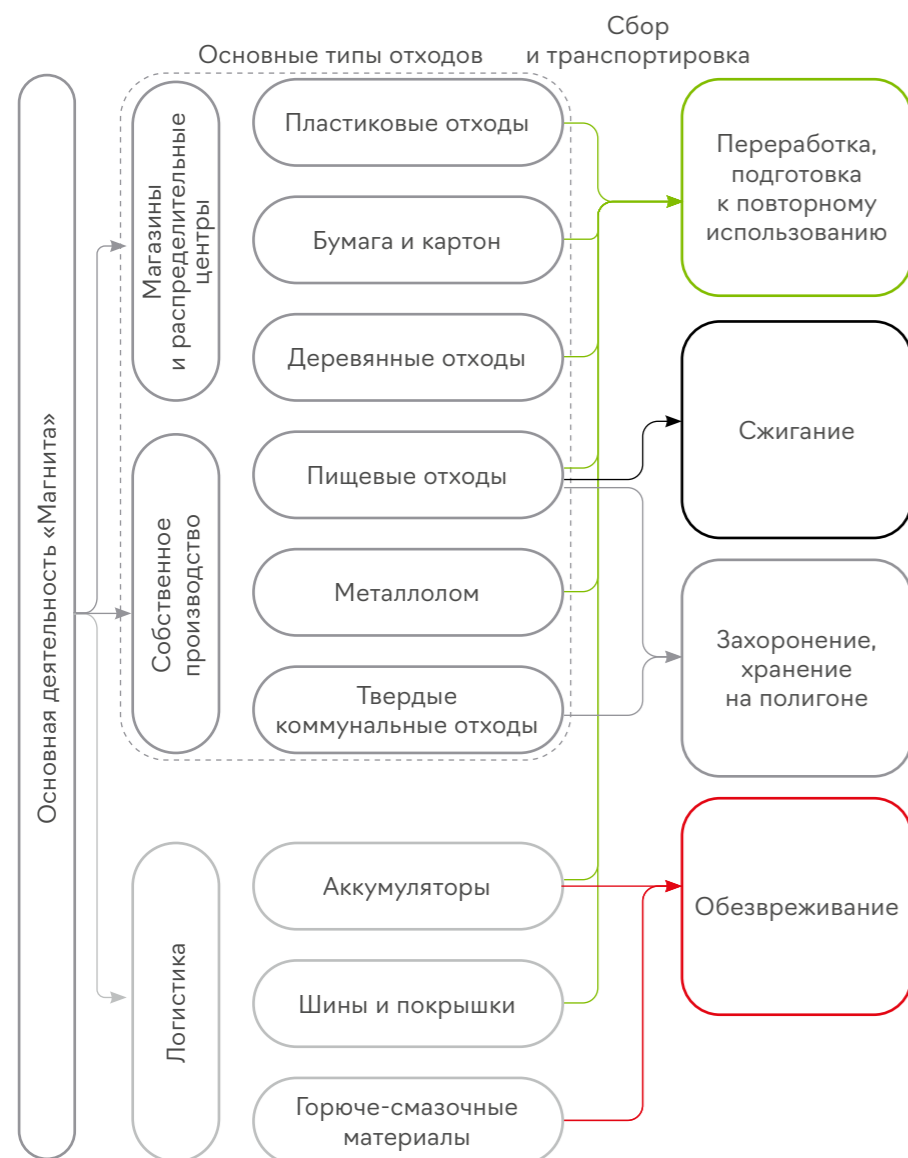 Основные типы отходов
Сбор
и транспортировка
Основная деятельность «Магнита»
Магазины
и распределительные
центры
Собственное
производство
Логистика
Пластиковые отходы
Бумага и картон
Деревянные отходы
Пищевые отходы
Металлолом
Твердые
коммунальные отходы
Аккумуляторы
Шины и покрышки
Горюче-смазочные
материалы
Переработка,
подготовка
к повторному
использованию
Сжигание
Захоронение,
хранение
на полигоне
Обезвреживание